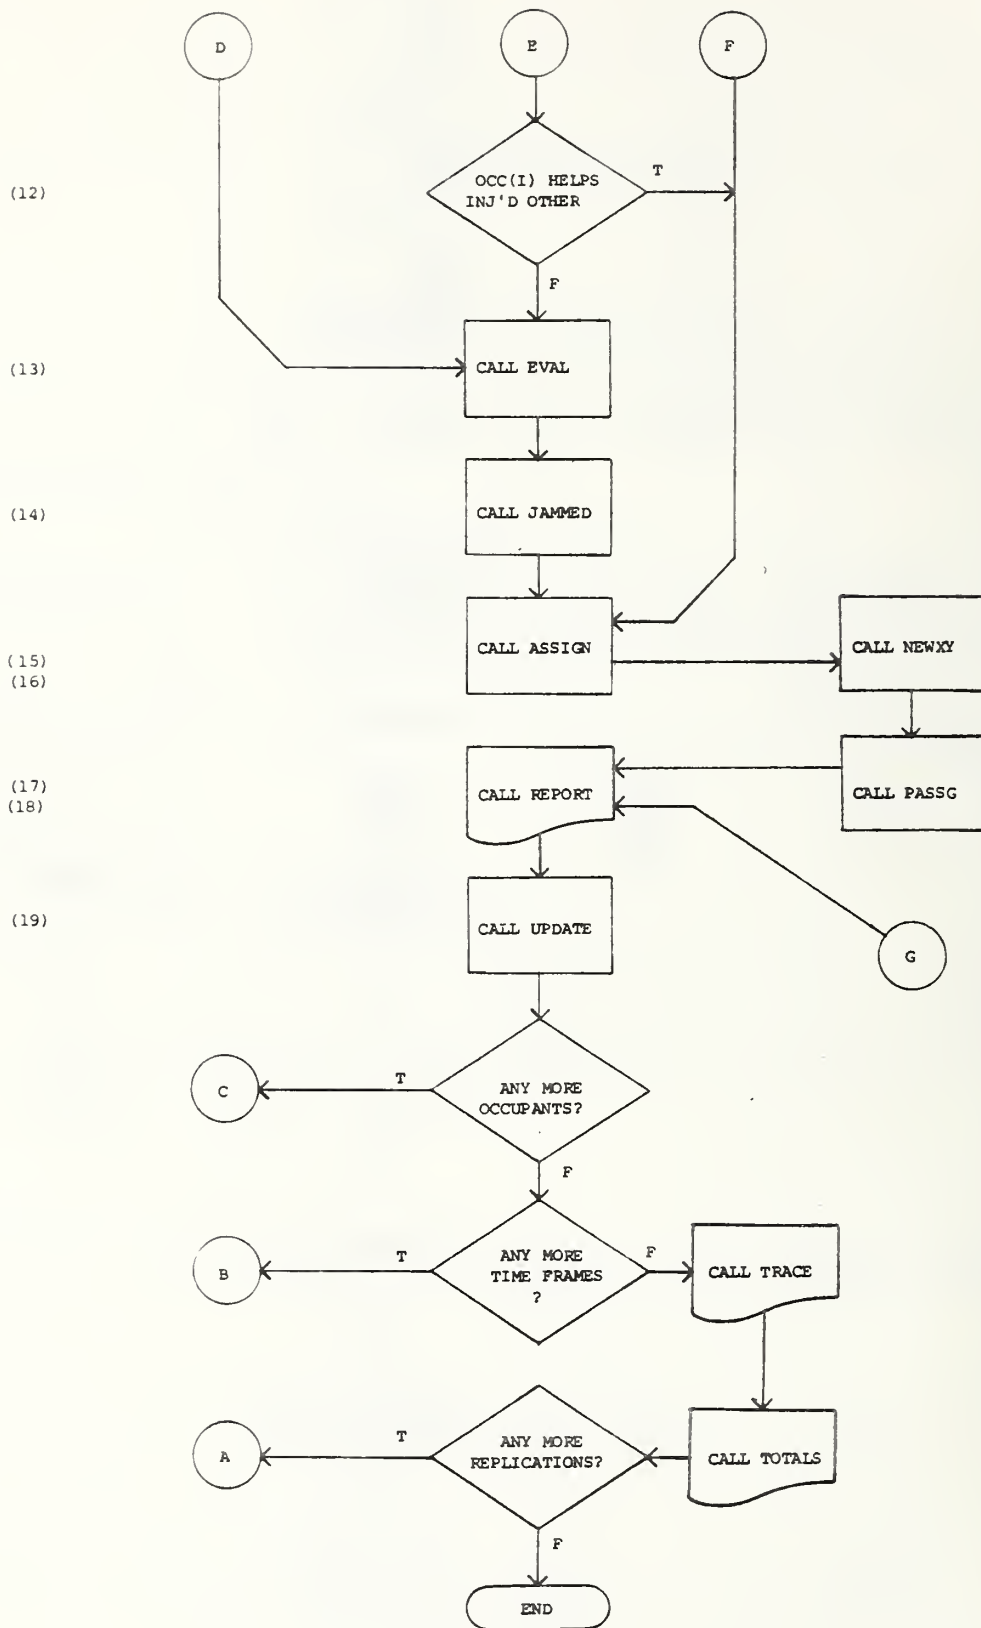 D
E
F
(12)
OCC(I) HELPS
INJ'D OTHER
T
F
(13)
CALL EVAL
(14)
CALL JAMMED
(15)
(16)
CALL ASSIGN
CALL NEWXY
(17)
(18)
CALL REPORT
CALL PASSG
(19)
CALL UPDATE
G
C
T
ANY MORE
OCCUPANTS?
F
B
T
ANY MORE
TIME FRAMES
?
F
CALL TRACE
A
T
ANY MORE
REPLICATIONS?
CALL TOTALS
F
END